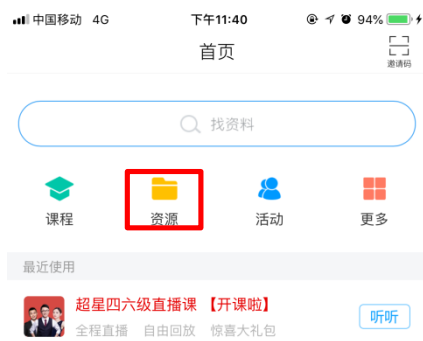 中国移动 4G 下午11:40 94%
首页
邀请码
找资料
课程 资源 活动 更多
最近使用
超星四六级直播课 【开课啦】
听听
全程直播 自由回放 惊喜大礼包